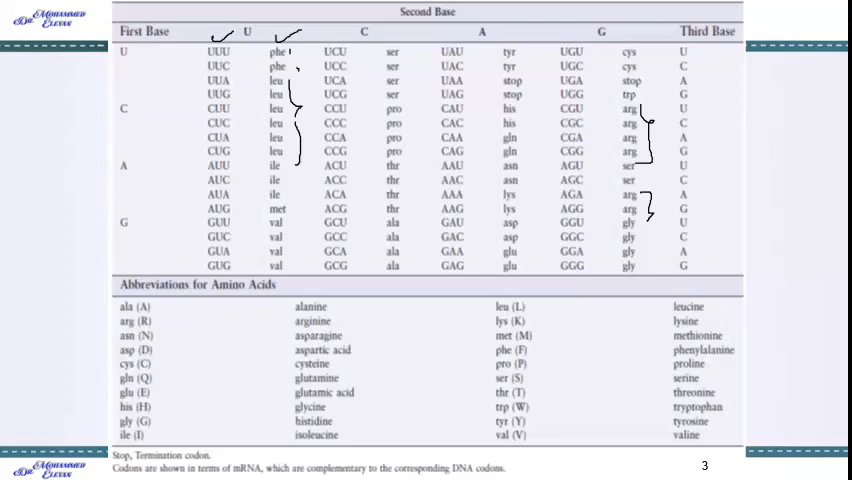 Dr. Mohammed Eleyan
Second Base
First Base U C A G Third Base
U UUU phe UCU ser UAU tyr UGU cys U
UUC phe UCC ser UAC tyr UGC cys C
UUA leu UCA ser UAA stop UGA stop A
UUG leu UCG ser UAG stop UGG trp G
C CUU leu CCU pro CAU his CGU arg U
CUC leu CCC pro CAC his CGC arg C
CUA leu CCA pro CAA gln CGA arg A
CUG leu CCG pro CAG gln CGG arg G
A AUU ile ACU thr AAU asn AGU ser U
AUC ile ACC thr AAC asn AGC ser C
AUA ile ACA thr AAA lys AGA arg A
AUG met ACG thr AAG lys AGG arg G
G GUU val GCU ala GAU asp GGU gly U
GUC val GCC ala GAC asp GGC gly C
GUA val GCA ala GAA glu GGA gly A
GUG val GCG ala GAG glu GGG gly G
Abbreviations for Amino Acids
ala (A) alanine leu (L) leucine
arg (R) arginine lys (K) lysine
asn (N) asparagine met (M) methionine
asp (D) aspartic acid phe (F) phenylalanine
cys (C) cysteine pro (P) proline
gln (Q) glutamine ser (S) serine
glu (E) glutamic acid thr (T) threonine
his (H) glycine trp (W) tryptophan
gly (G) histidine tyr (Y) tyrosine
ile (I) isoleucine val (V) valine
Stop, Termination codon.
Codons are shown in terms of mRNA, which are complementary to the corresponding DNA codons.
Dr. Mohammed Eleyan
3
Dr. Mohammed Eleyan